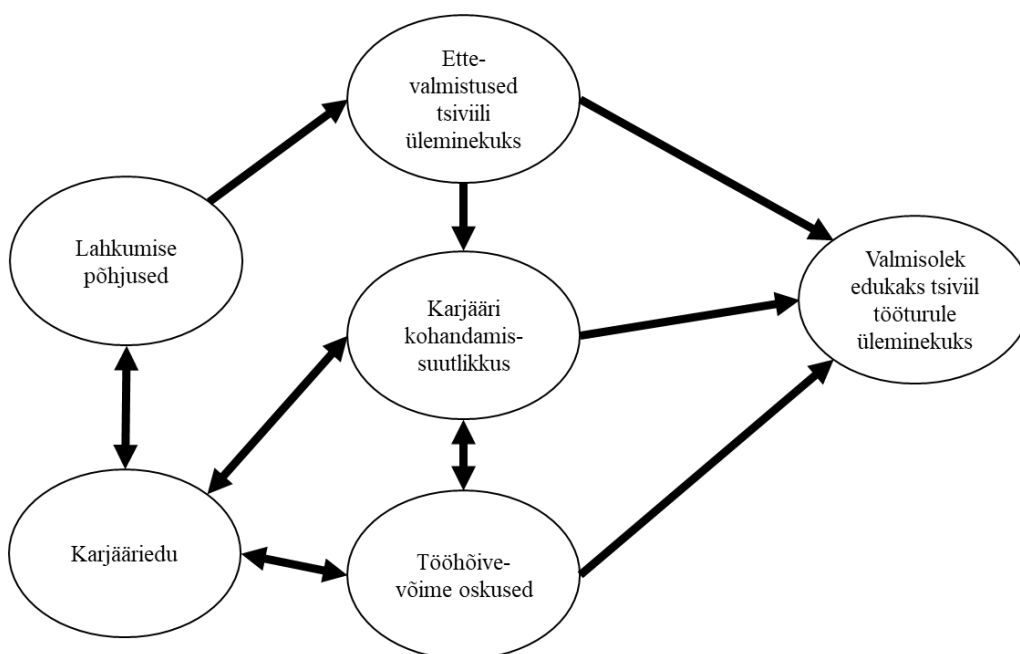 Ette-
valmistused
tsiviili
üleminekuks
Lahkumise
põhjused
Valmisolek
edukaks tsiviil
tööturule
üleminekuks
Karjääri
kohandamis-
suutlikkus
Karjääriedu
Tööhõive-
võime oskused